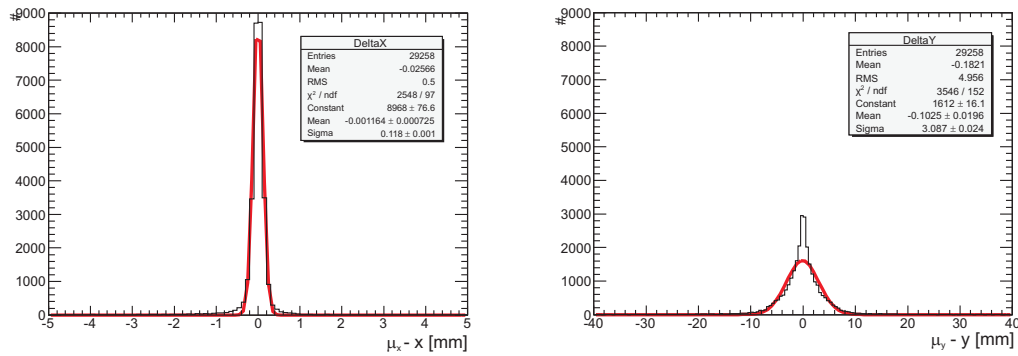 #
9000
8000
7000
6000
5000
4000
3000
2000
1000
0
-5 -4 -3 -2 -1 0 1 2 3 4 5
μx - x [mm]
DeltaX
Entries 29258
Mean -0.02566
RMS 0.5
χ² / ndf 2548 / 97
Constant 8968 ± 76.6
Mean -0.001164 ± 0.000725
Sigma 0.118 ± 0.001
#
9000
8000
7000
6000
5000
4000
3000
2000
1000
0
-40 -30 -20 -10 0 10 20 30 40
μy - y [mm]
DeltaY
Entries 29258
Mean -0.1821
RMS 4.956
χ² / ndf 3546 / 152
Constant 1612 ± 16.1
Mean -0.1025 ± 0.0196
Sigma 3.087 ± 0.024